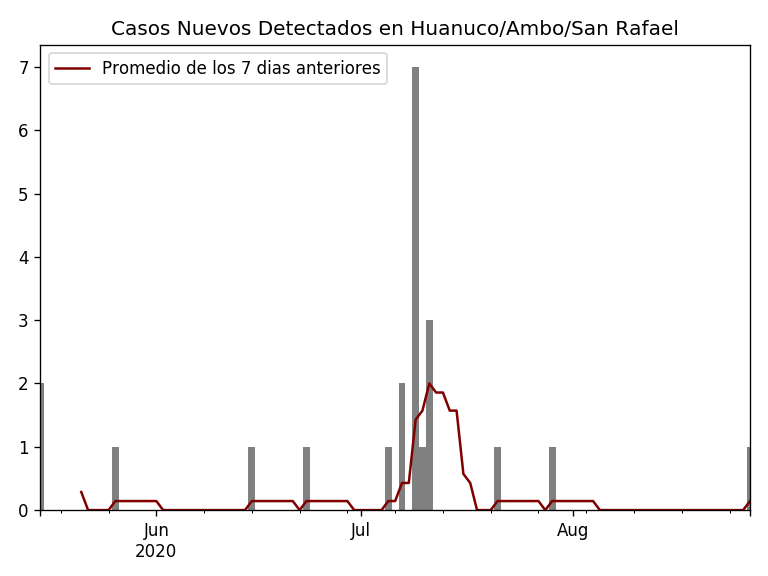 Casos Nuevos Detectados en Huanuco/Ambo/San Rafael
Promedio de los 7 dias anteriores
7
6
5
4
3
2
1
0
Jun
2020
Jul
Aug